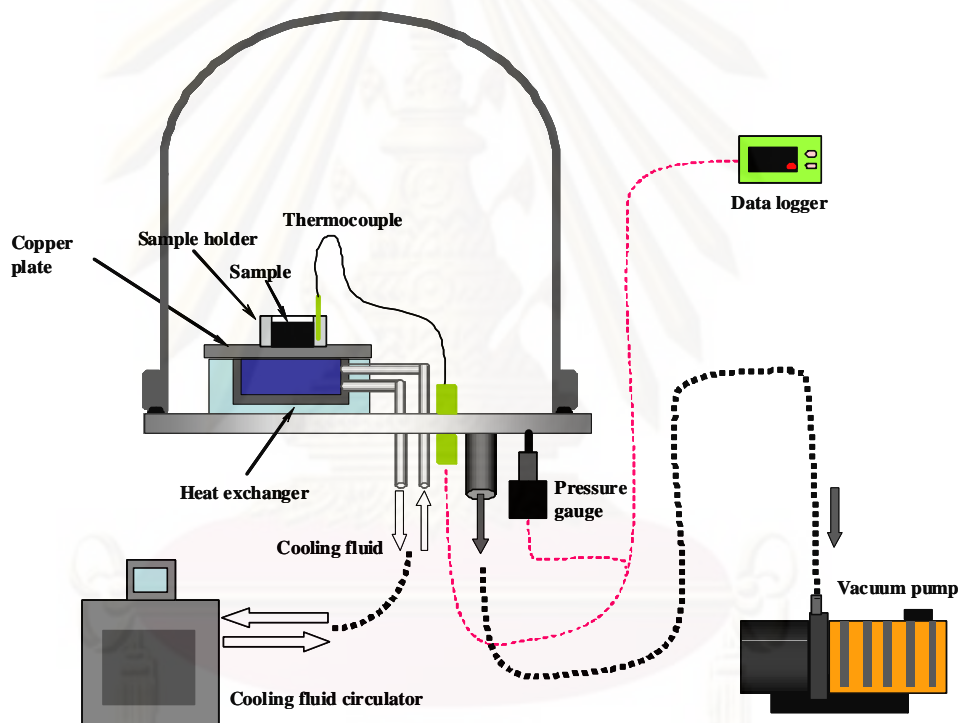 Data logger
Thermocouple
Sample holder
Copper
plate
Sample
Heat exchanger
Pressure
gauge
Cooling fluid
Vacuum pump
Cooling fluid circulator